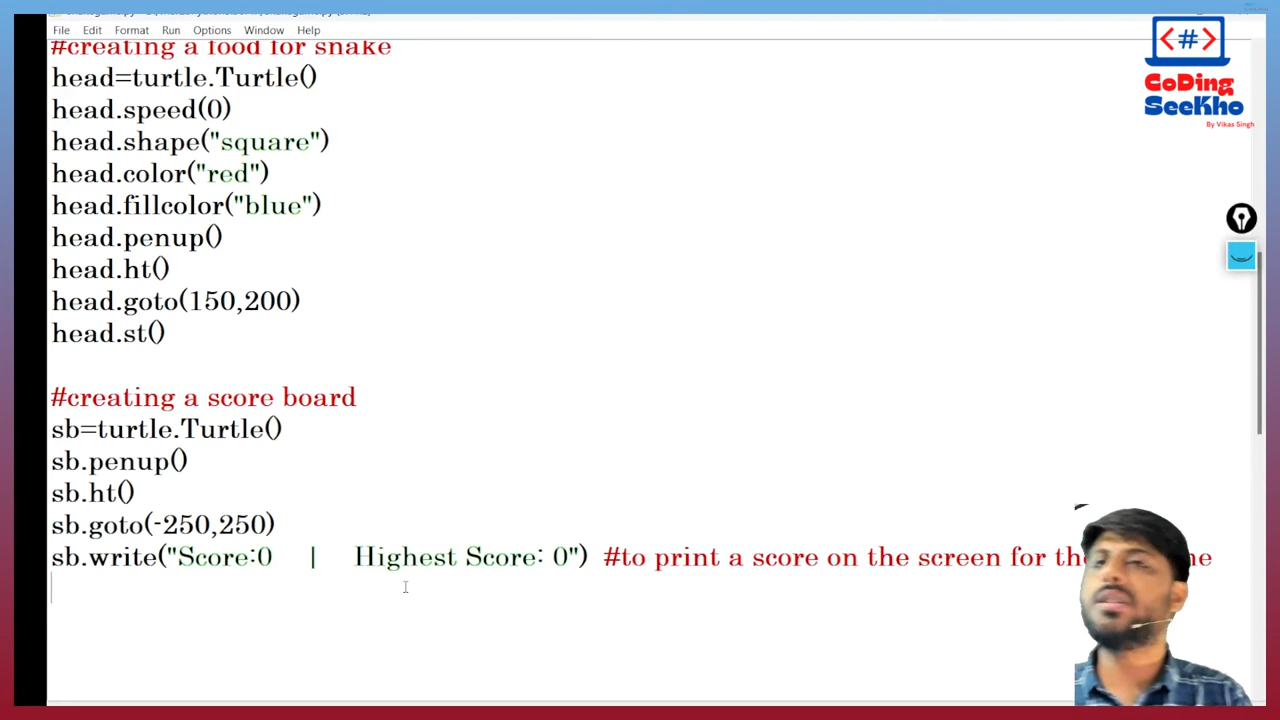 File Edit Format Run Options Window Help
<#>
CoDing
SeeKho
By Vikas Singh
#creating a food for snake
head=turtle.Turtle()
head.speed(0)
head.shape("square")
head.color("red")
head.fillcolor("blue")
head.penup()
head.ht()
head.goto(150,200)
head.st()
#creating a score board
sb=turtle.Turtle()
sb.penup()
sb.ht()
sb.goto(-250,250)
sb.write("Score:0    |    Highest Score: 0")  #to print a score on the screen for the